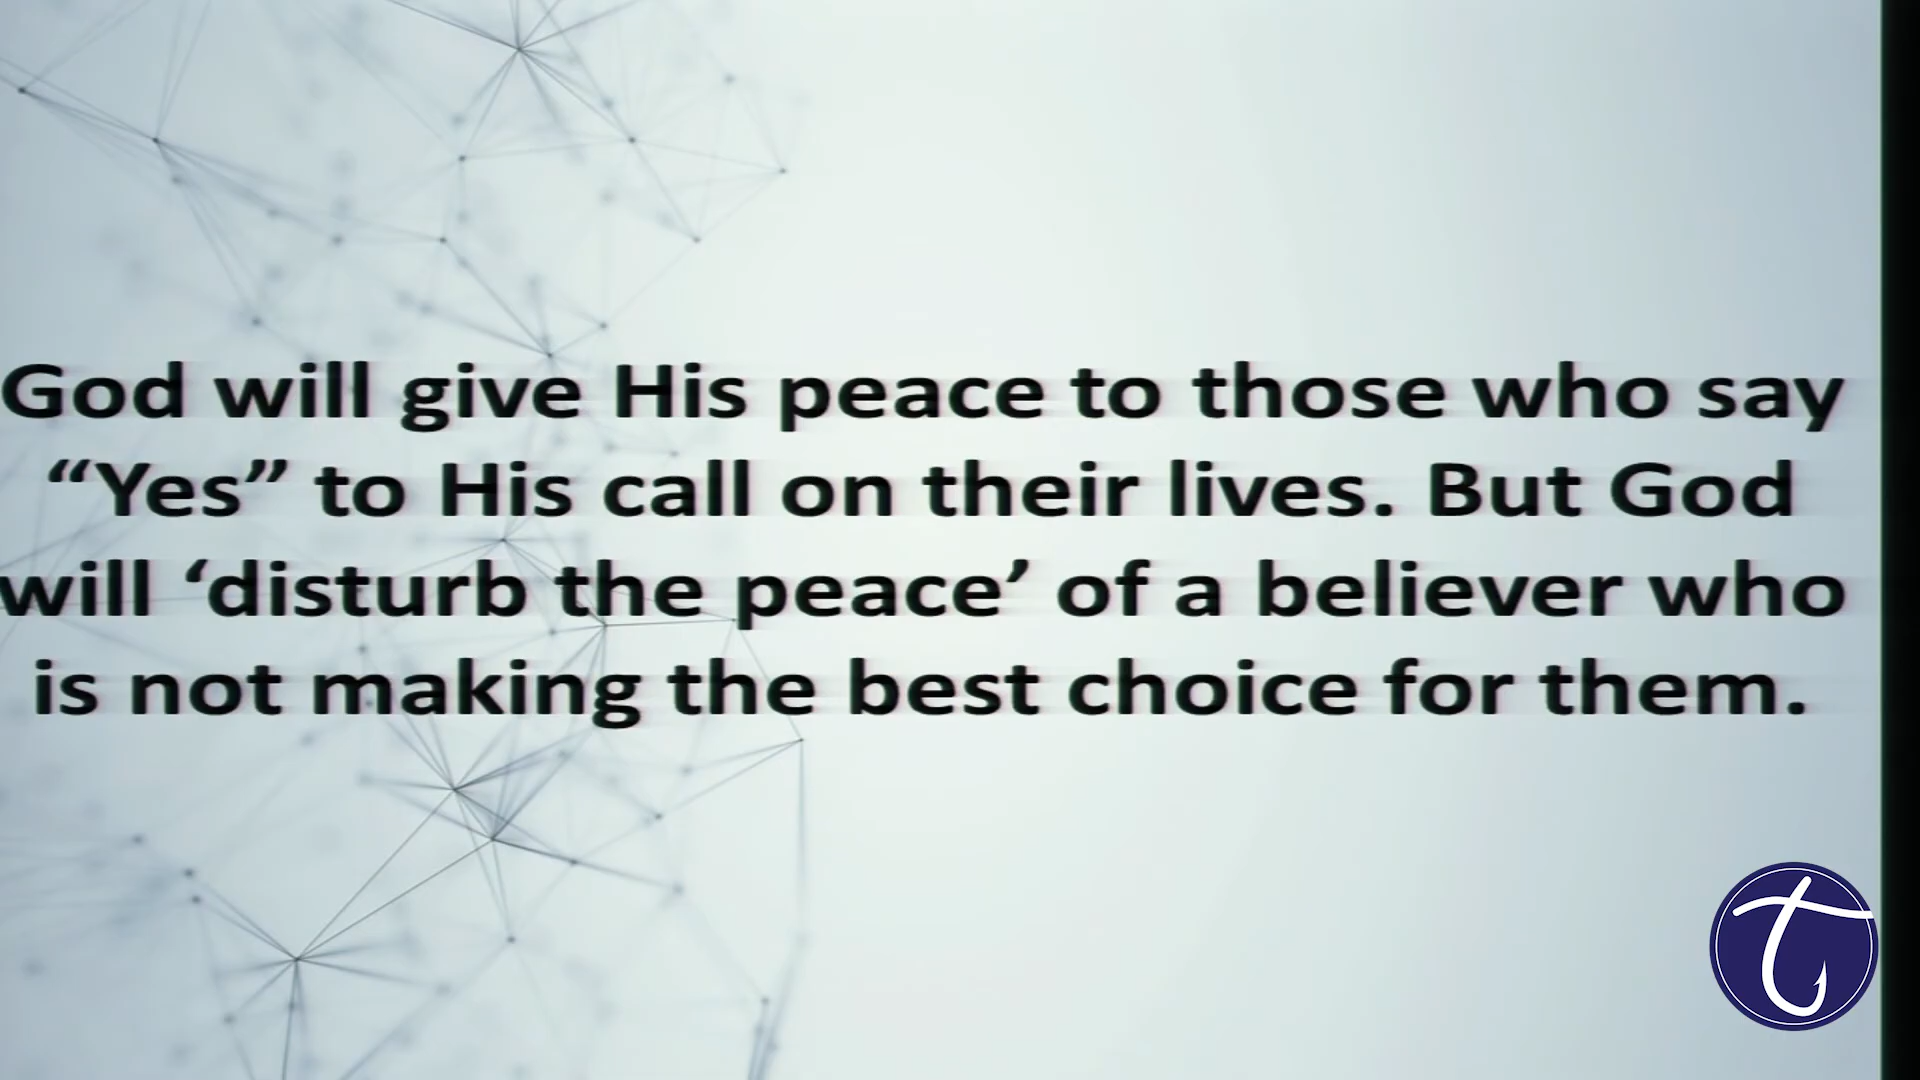 God will give His peace to those who say
“Yes” to His call on their lives. But God
will ‘disturb the peace’ of a believer who
is not making the best choice for them.